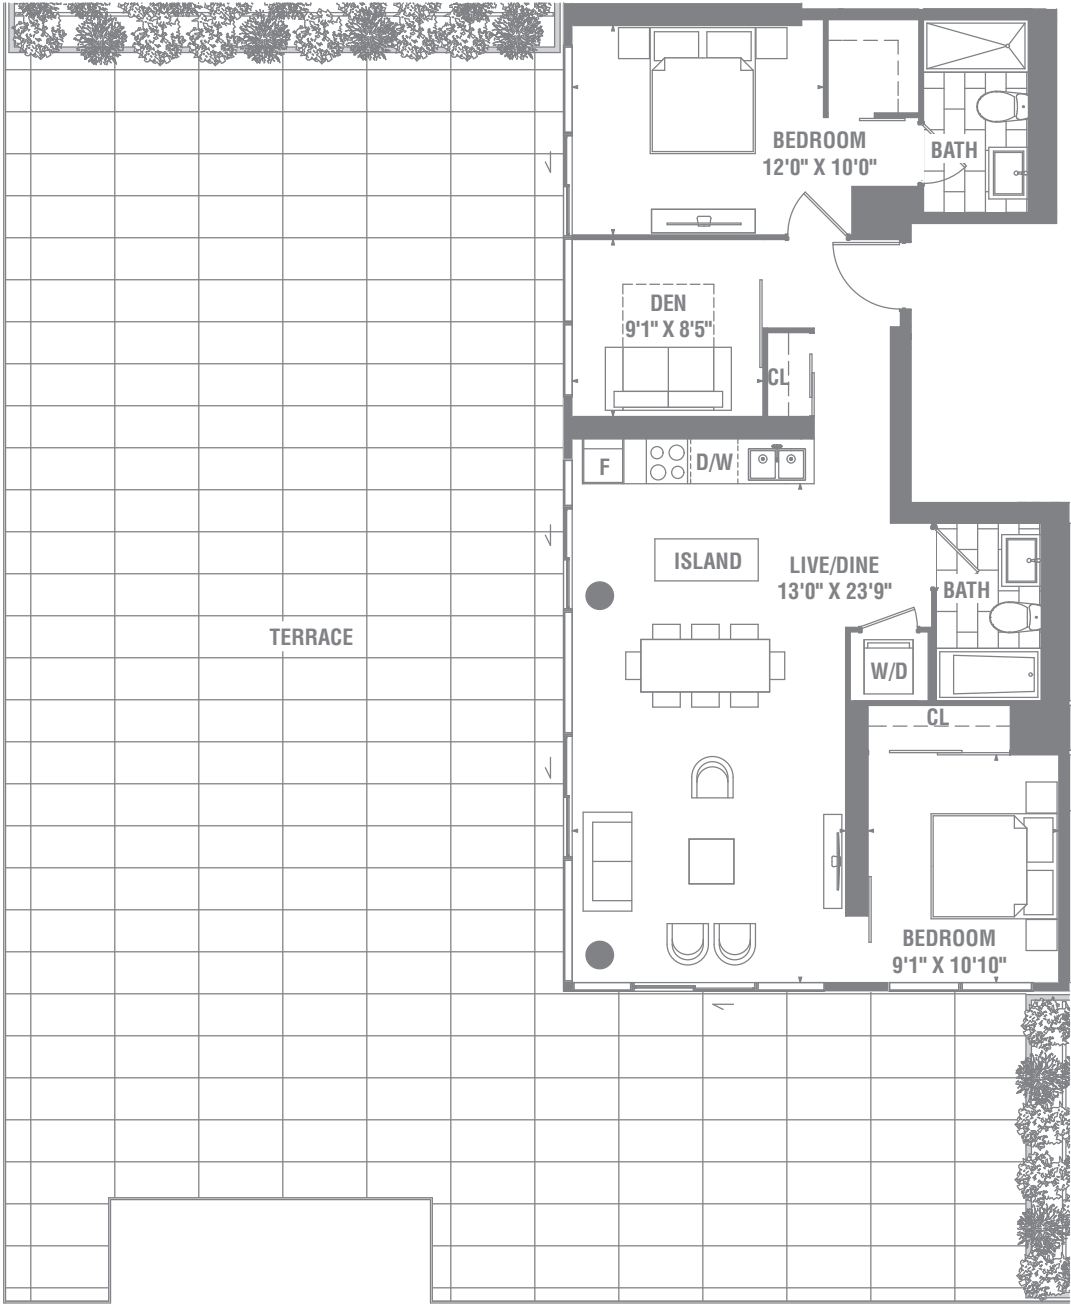 BEDROOM
12'0" X 10'0"
BATH
DEN
9'1" X 8'5"
CL
F
D/W
ISLAND
LIVE/DINE
13'0" X 23'9"
BATH
TERRACE
W/D
CL
BEDROOM
9'1" X 10'10"